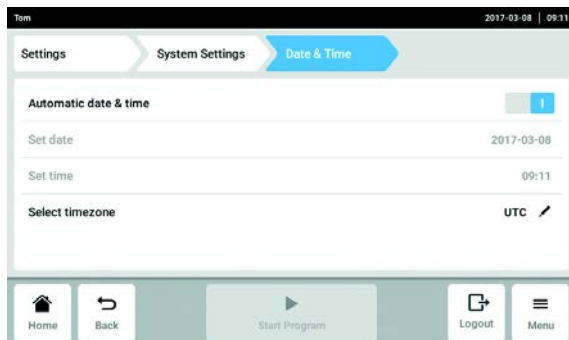 Tom 2017-03-08 | 09:11
Settings System Settings Date & Time
Automatic date & time
Set date 2017-03-08
Set time 09:11
Select timezone UTC
Home Back Start Program Logout Menu